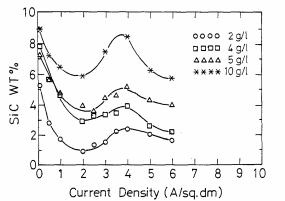 SiC WT%
10
8
6
4
2
0
2 g/l
4 g/l
5 g/l
10 g/l
0 1 2 3 4 5 6 7 8 9 10
Current Density (A/sq.dm)